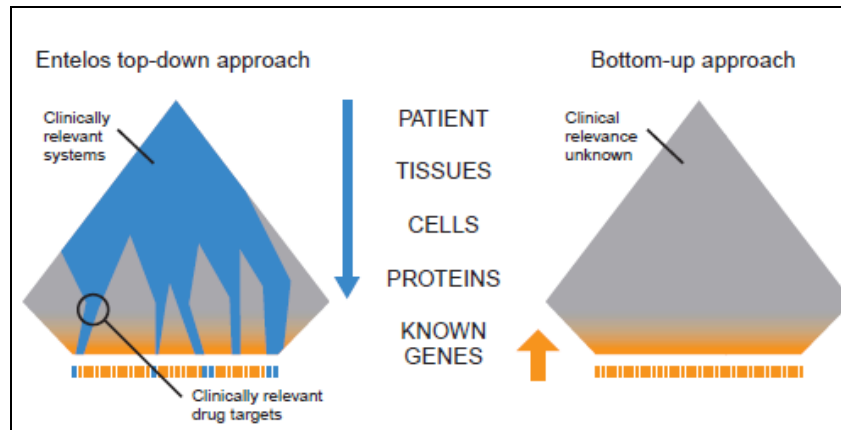 Entelos top-down approach
Bottom-up approach
Clinically
relevant
systems
PATIENT
TISSUES
CELLS
PROTEINS
KNOWN
GENES
Clinical
relevance
unknown
Clinically relevant
drug targets